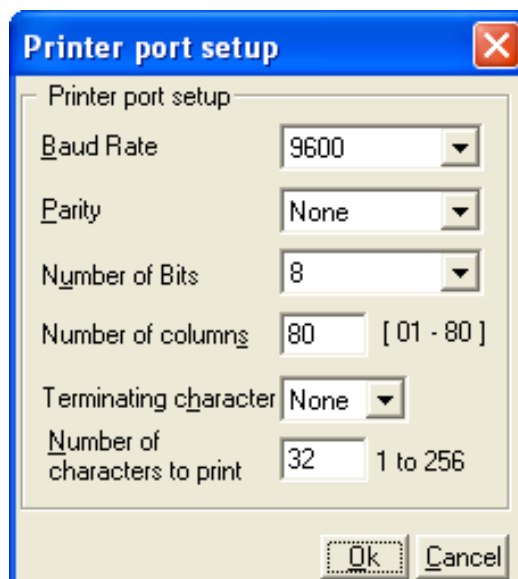 Printer port setup
Printer port setup
Baud Rate 9600
Parity None
Number of Bits 8
Number of columns 80 [ 01 - 80 ]
Terminating character None
Number of
characters to print 32 1 to 256
Ok Cancel